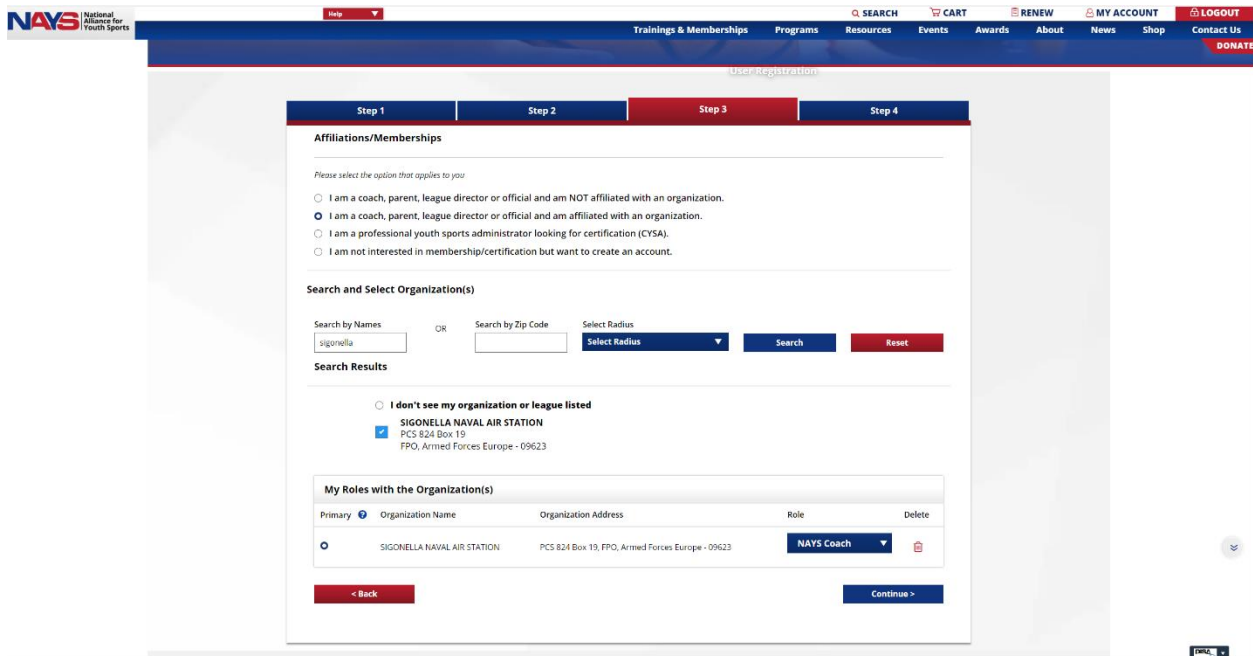 NAYS National Alliance for Youth Sports
Help
SEARCH CART RENEW MY ACCOUNT LOGOUT
Trainings & Memberships Programs Resources Events Awards About News Shop Contact Us
DONATE
User Registration
Step 1 Step 2 Step 3 Step 4
Affiliations/Memberships
Please select the option that applies to you
I am a coach, parent, league director or official and am NOT affiliated with an organization.
I am a coach, parent, league director or official and am affiliated with an organization.
I am a professional youth sports administrator looking for certification (CYSA).
I am not interested in membership/certification but want to create an account.
Search and Select Organization(s)
Search by Names OR Search by Zip Code Select Radius
sigonella Select Radius Search Reset
Search Results
I don't see my organization or league listed
SIGONELLA NAVAL AIR STATION
PCS 824 Box 19
FPO, Armed Forces Europe - 09623
My Roles with the Organization(s)
Primary ? Organization Name Organization Address Role Delete
SIGONELLA NAVAL AIR STATION PCS 824 Box 19, FPO, Armed Forces Europe - 09623 NAYS Coach
< Back Continue >